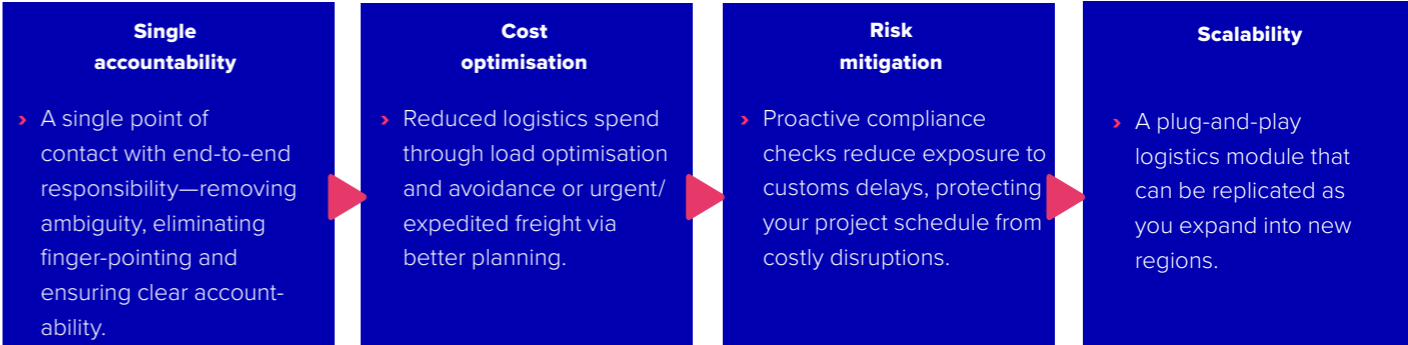 Single
accountability
› A single point of
contact with end-to-end
responsibility—removing
ambiguity, eliminating
finger-pointing and
ensuring clear account-
ability.
Cost
optimisation
› Reduced logistics spend
through load optimisation
and avoidance or urgent/
expedited freight via
better planning.
Risk
mitigation
› Proactive compliance
checks reduce exposure to
customs delays, protecting
your project schedule from
costly disruptions.
Scalability
› A plug-and-play
logistics module that
can be replicated as
you expand into new
regions.